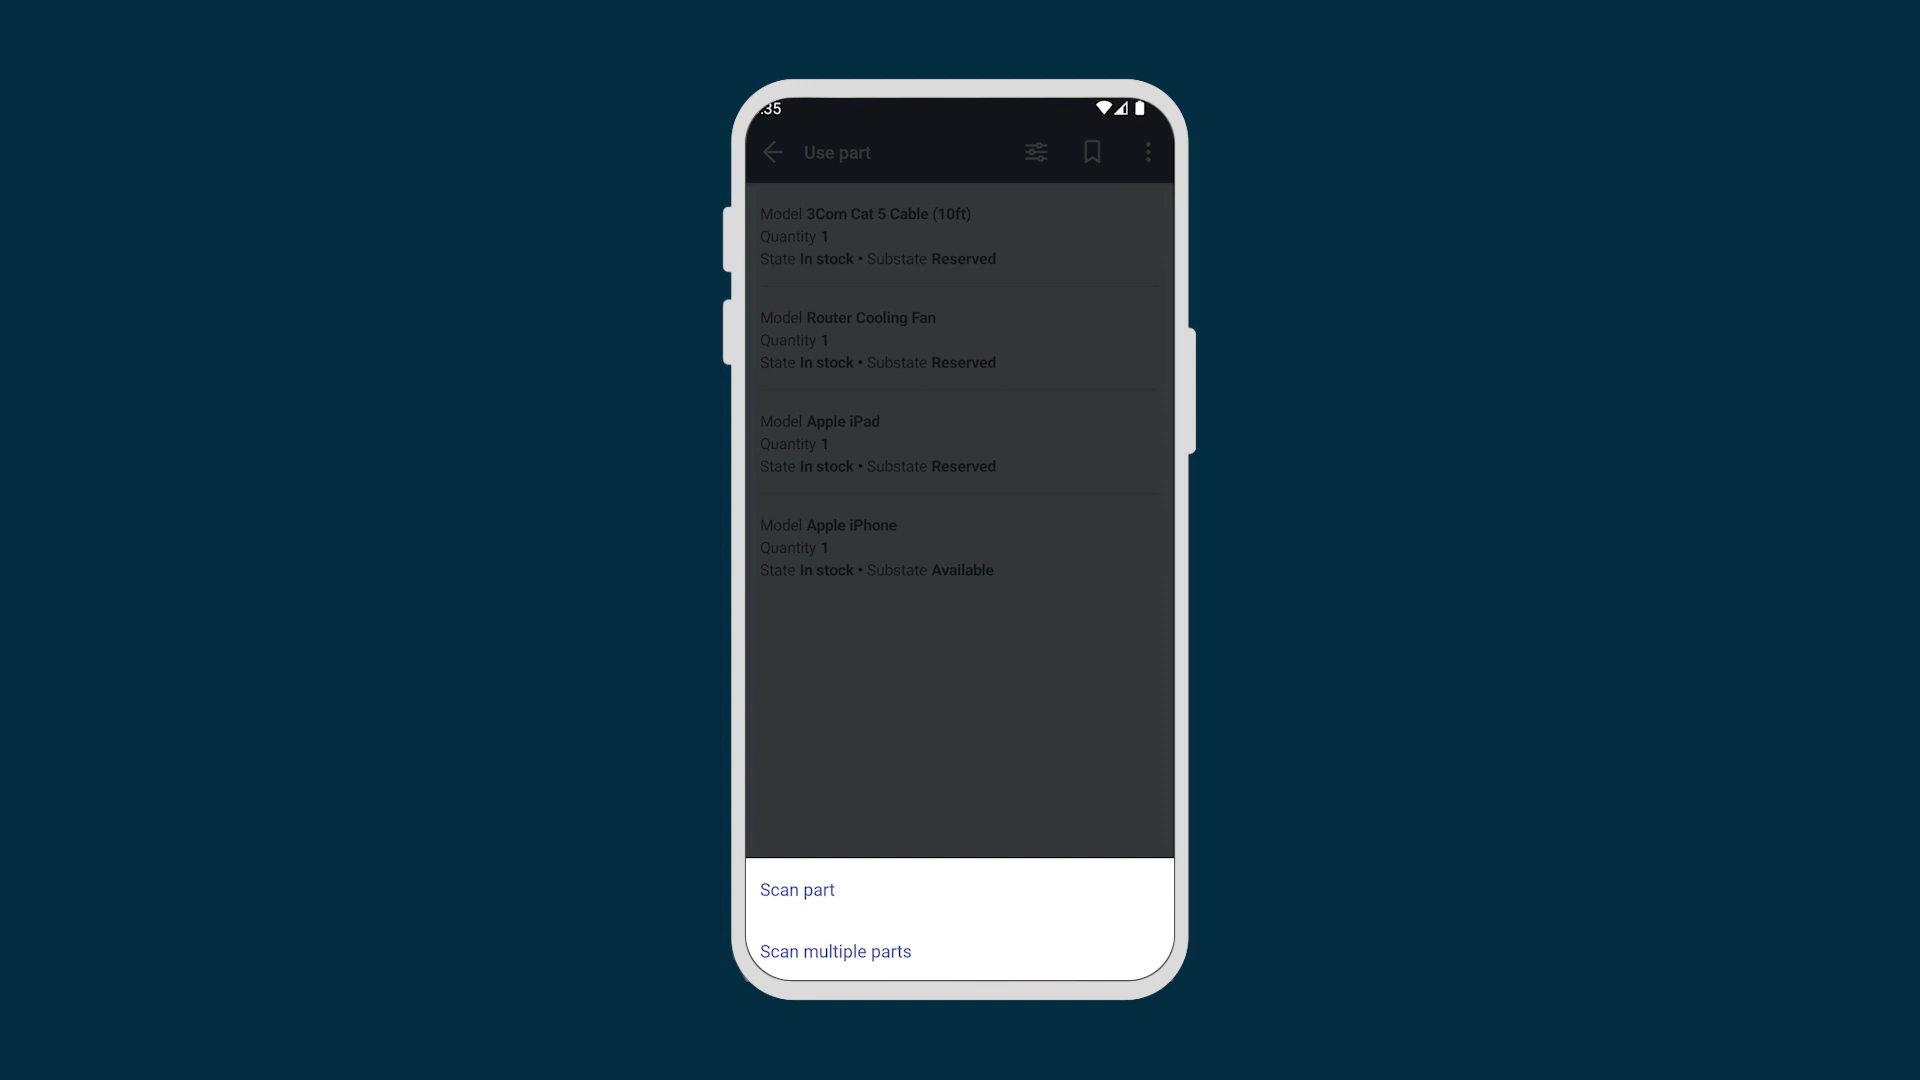 :35
Use part
Model 3Com Cat 5 Cable (10ft)
Quantity 1
State In stock • Substate Reserved
Model Router Cooling Fan
Quantity 1
State In stock • Substate Reserved
Model Apple iPad
Quantity 1
State In stock • Substate Reserved
Model Apple iPhone
Quantity 1
State In stock • Substate Available
Scan part
Scan multiple parts